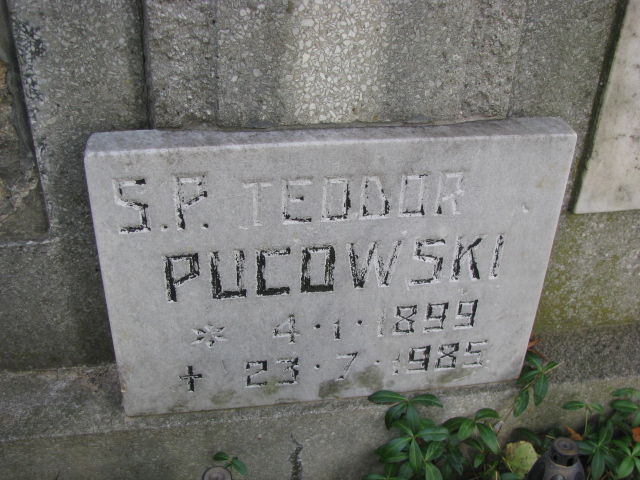 S.P. TEODOR
PUCOWSKI
* 4.1.1899
✝ 23.7.1985.